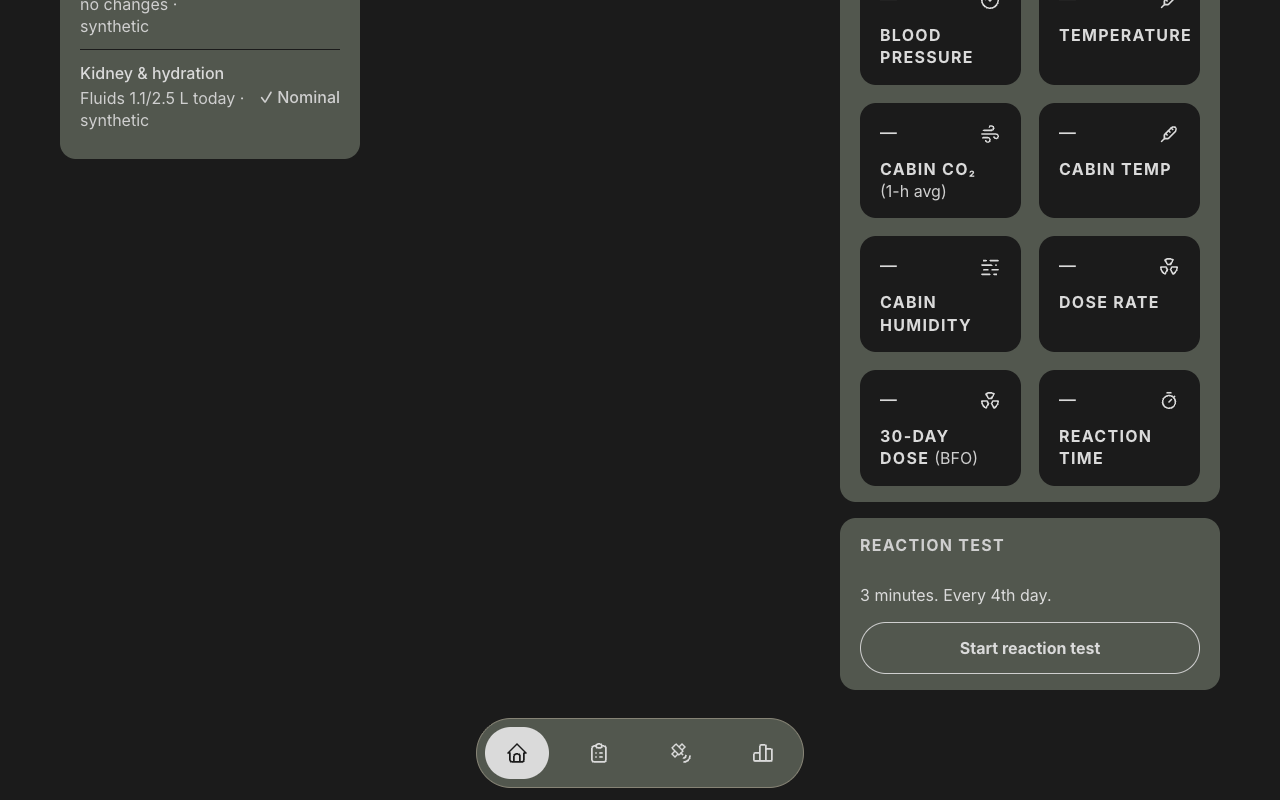 no changes ·
synthetic
Kidney & hydration
Fluids 1.1/2.5 L today ·
synthetic
✓ Nominal
BLOOD
PRESSURE
TEMPERATURE
—
CABIN CO₂
(1-h avg)
—
CABIN TEMP
—
CABIN
HUMIDITY
—
DOSE RATE
—
30-DAY
DOSE (BFO)
—
REACTION
TIME
REACTION TEST
3 minutes. Every 4th day.
Start reaction test